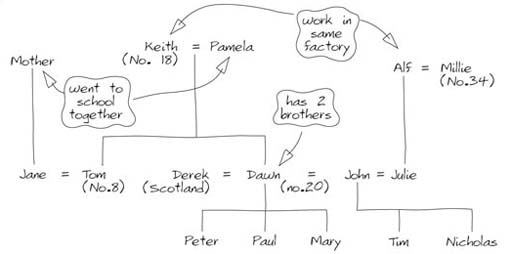 work in
same
factory
Keith = Pamela
(No. 18)
Mother
Alf = Millie
(No.34)
went to
school
together
has 2
brothers
Jane = Tom
(No.8)
Derek = Dawn =
(Scotland) (no.20)
John = Julie
Peter Paul Mary Tim Nicholas